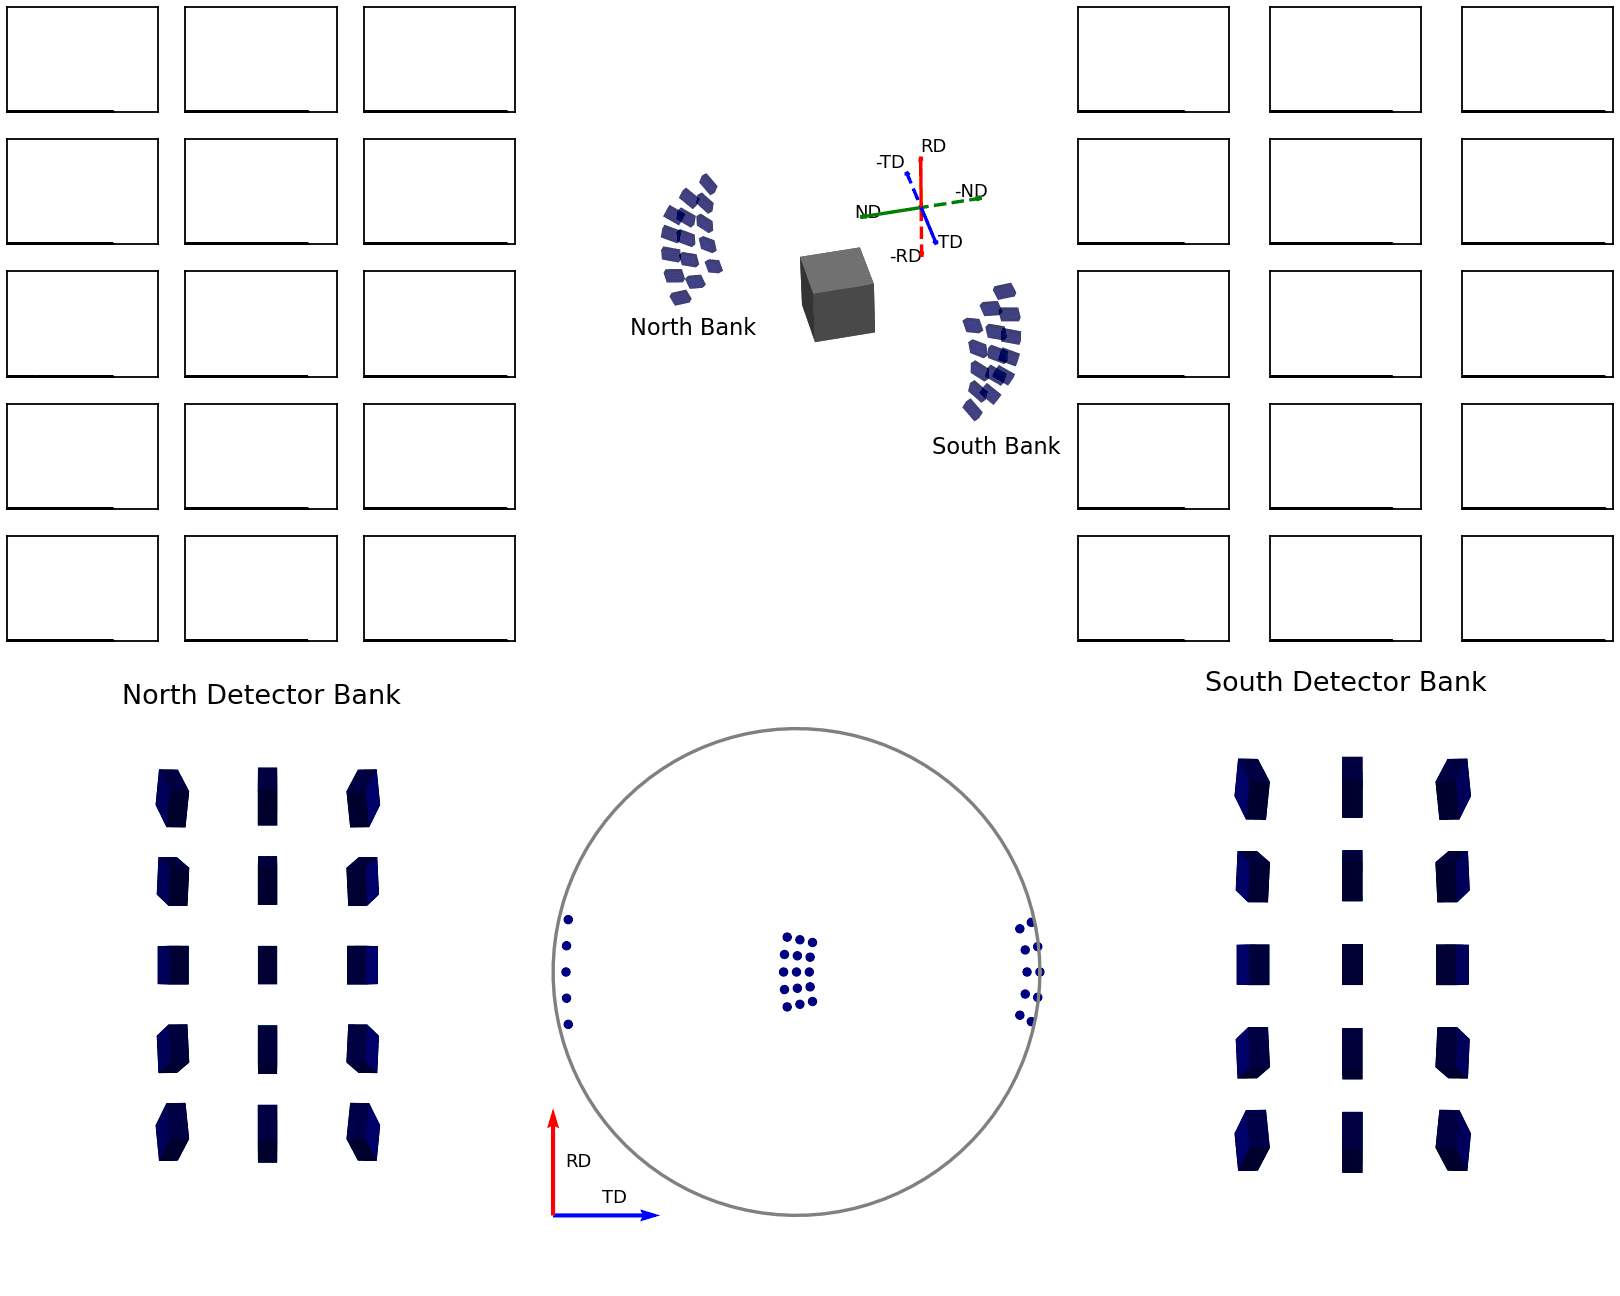 RD
-TD
-ND
ND
TD
-RD
North Bank
South Bank
North Detector Bank
South Detector Bank
RD
TD